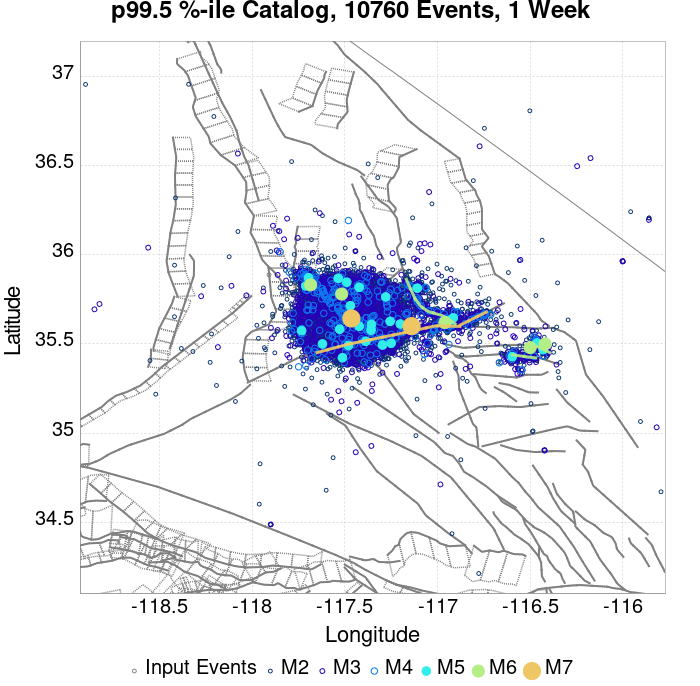 p99.5 %-ile Catalog, 10760 Events, 1 Week
37
36.5
36
35.5
35
34.5
Latitude
-118.5 -118 -117.5 -117 -116.5 -116
Longitude
Input Events M2 M3 M4 M5 M6 M7